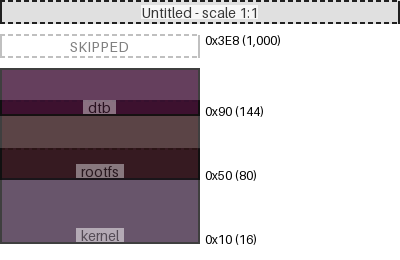 Untitled - scale 1:1
SKIPPED
0x3E8 (1,000)
dtb
0x90 (144)
rootfs
0x50 (80)
kernel
0x10 (16)